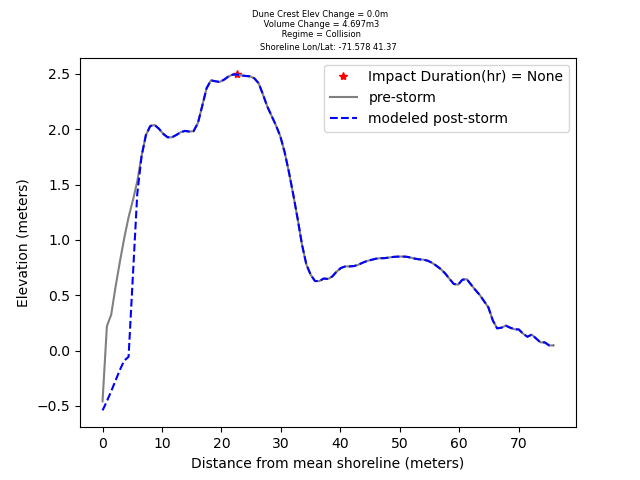 Dune Crest Elev Change = 0.0m
Volume Change = 4.697m3
Regime = Collision
Shoreline Lon/Lat: -71.578 41.37
Impact Duration(hr) = None
pre-storm
modeled post-storm
Elevation (meters)
2.5
2.0
1.5
1.0
0.5
0.0
−0.5
0 10 20 30 40 50 60 70
Distance from mean shoreline (meters)